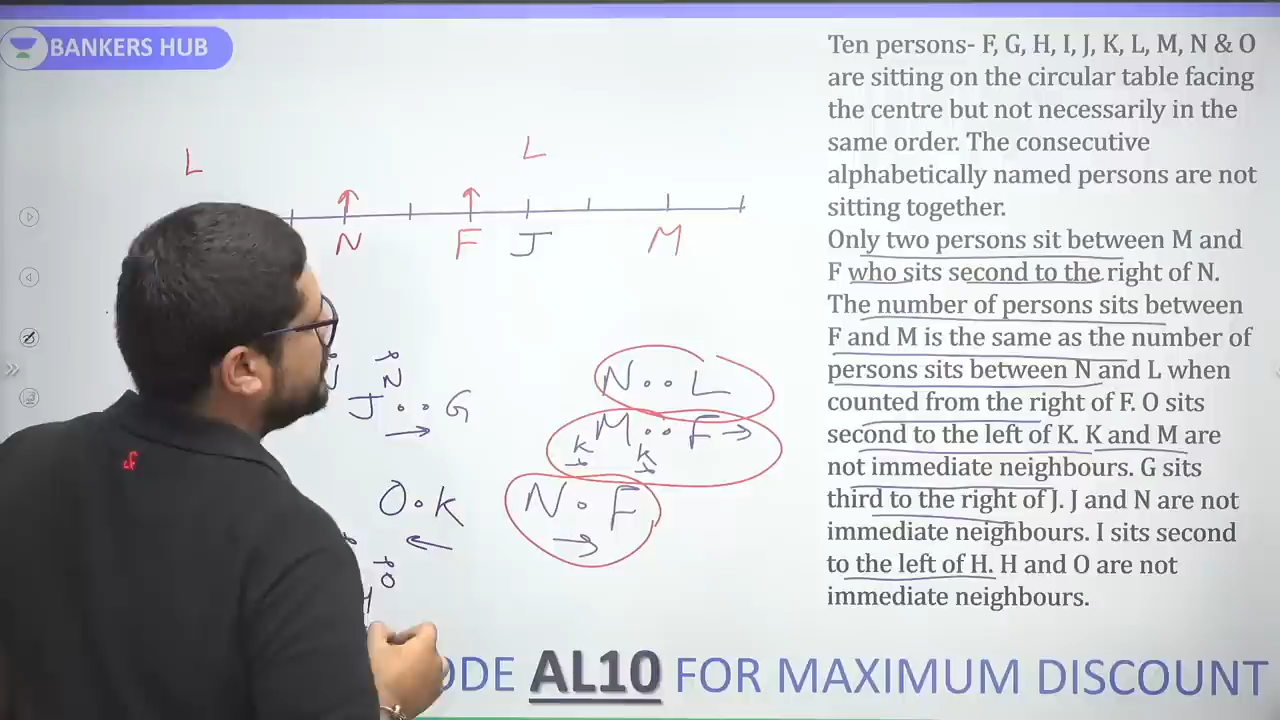 BANKERS HUB
Ten persons- F, G, H, I, J, K, L, M, N & O
are sitting on the circular table facing
the centre but not necessarily in the
same order. The consecutive
alphabetically named persons are not
sitting together.
Only two persons sit between M and
F who sits second to the right of N.
The number of persons sits between
F and M is the same as the number of
persons sits between N and L when
counted from the right of F. O sits
second to the left of K. K and M are
not immediate neighbours. G sits
third to the right of J. J and N are not
immediate neighbours. I sits second
to the left of H. H and O are not
immediate neighbours.
L L
N F J M
N
J . . G
N . . L
M . . F →
K K
O . K
N . F
O
H
ODE AL10 FOR MAXIMUM DISCOUNT